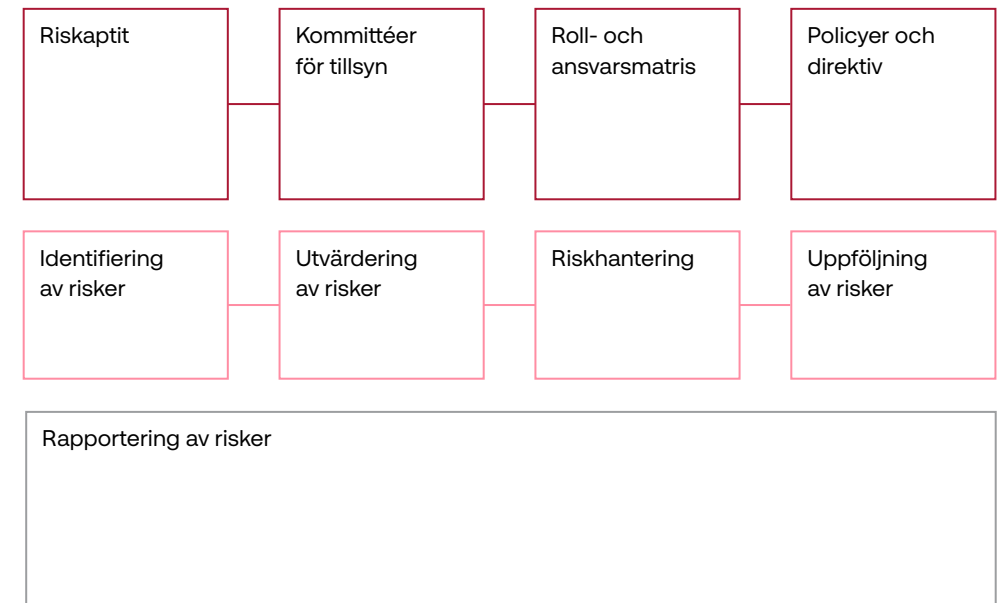 Riskaptit
Kommittéer
för tillsyn
Roll- och
ansvarsmatris
Policyer och
direktiv
Identifiering
av risker
Utvärdering
av risker
Riskhantering
Uppföljning
av risker
Rapportering av risker